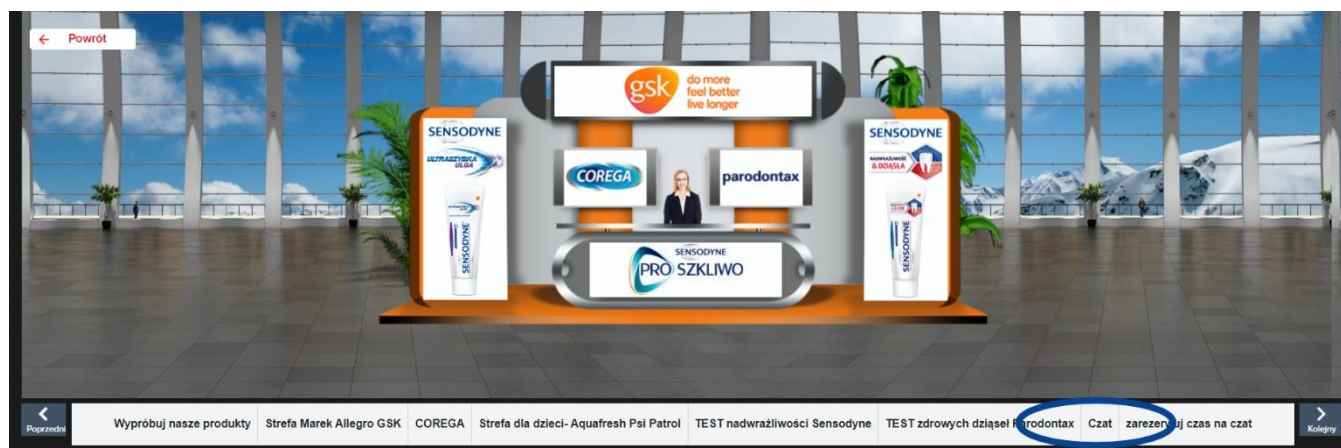 Powrót
gsk
do more
feel better
live longer
SENSODYNE
ULTRASZYBKA
ULGA
SENSODYNE
COREGA
parodontax
SENSODYNE
PRO SZKLIWO
SENSODYNE
NADWRAŻLIWOŚĆ
& DZIĄSŁA
SENSODYNE
Poprzedni
Wypróbuj nasze produkty
Strefa Marek Allegro GSK
COREGA
Strefa dla dzieci- Aquafresh Psi Patrol
TEST nadwrażliwości Sensodyne
TEST zdrowych dziąseł Parodontax
Czat
zarezerwuj czas na czat
Kolejny